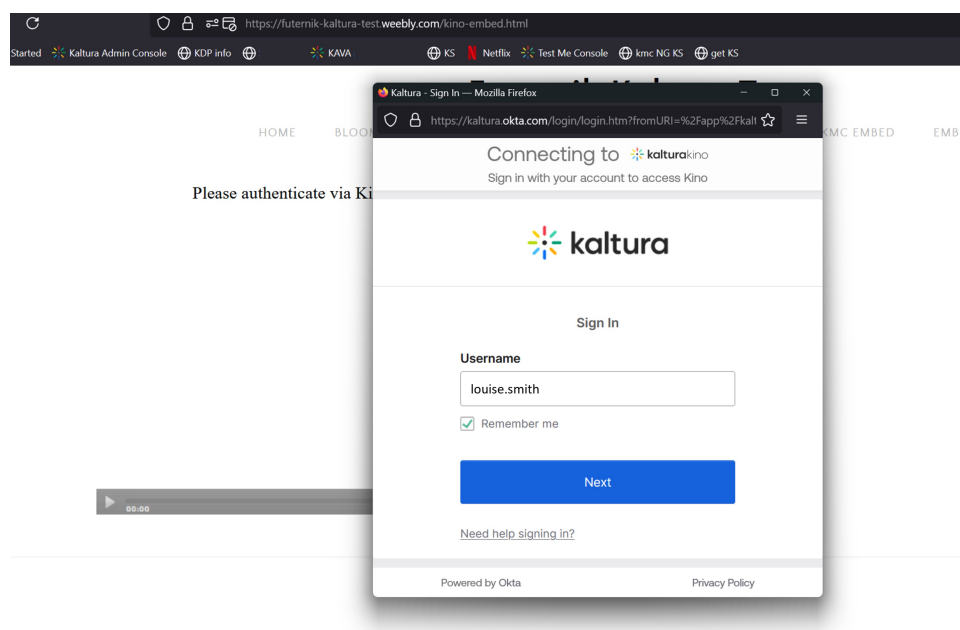 https://futernik-kaltura-test.weebly.com/kino-embed.html
Started Kaltura Admin Console KDP info KAVA KS Netflix Test Me Console kmc NG KS get KS
HOME
KMC EMBED
Please authenticate via
Kaltura - Sign In — Mozilla Firefox
https://kaltura.okta.com/login/login.htm?fromURI=%2Fapp%2Fkalt
Connecting to kalturakino
Sign in with your account to access Kino
kaltura
Sign In
Username
louise.smith
Remember me
Next
Need help signing in?
Powered by Okta Privacy Policy
00:00